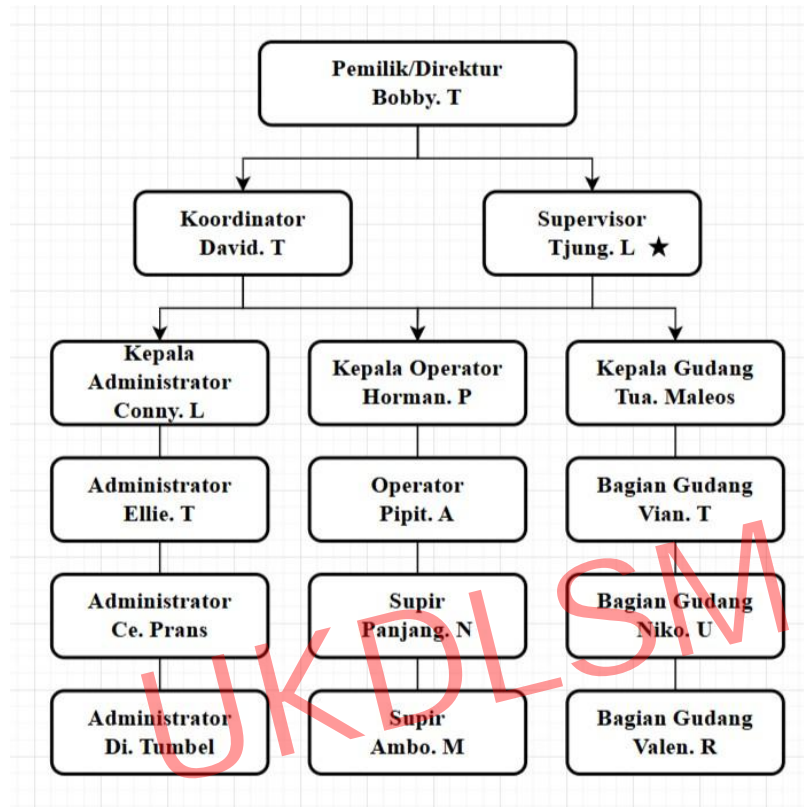 Pemilik/Direktur
Bobby. T
Koordinator
David. T
Supervisor
Tjung. L ★
Kepala
Administrator
Conny. L
Kepala Operator
Horman. P
Kepala Gudang
Tua. Maleos
Administrator
Ellie. T
Operator
Pipit. A
Bagian Gudang
Vian. T
Administrator
Ce. Prans
Supir
Panjang. N
Bagian Gudang
Niko. U
Administrator
Di. Tumbel
Supir
Ambo. M
Bagian Gudang
Valen. R
UKDLSM